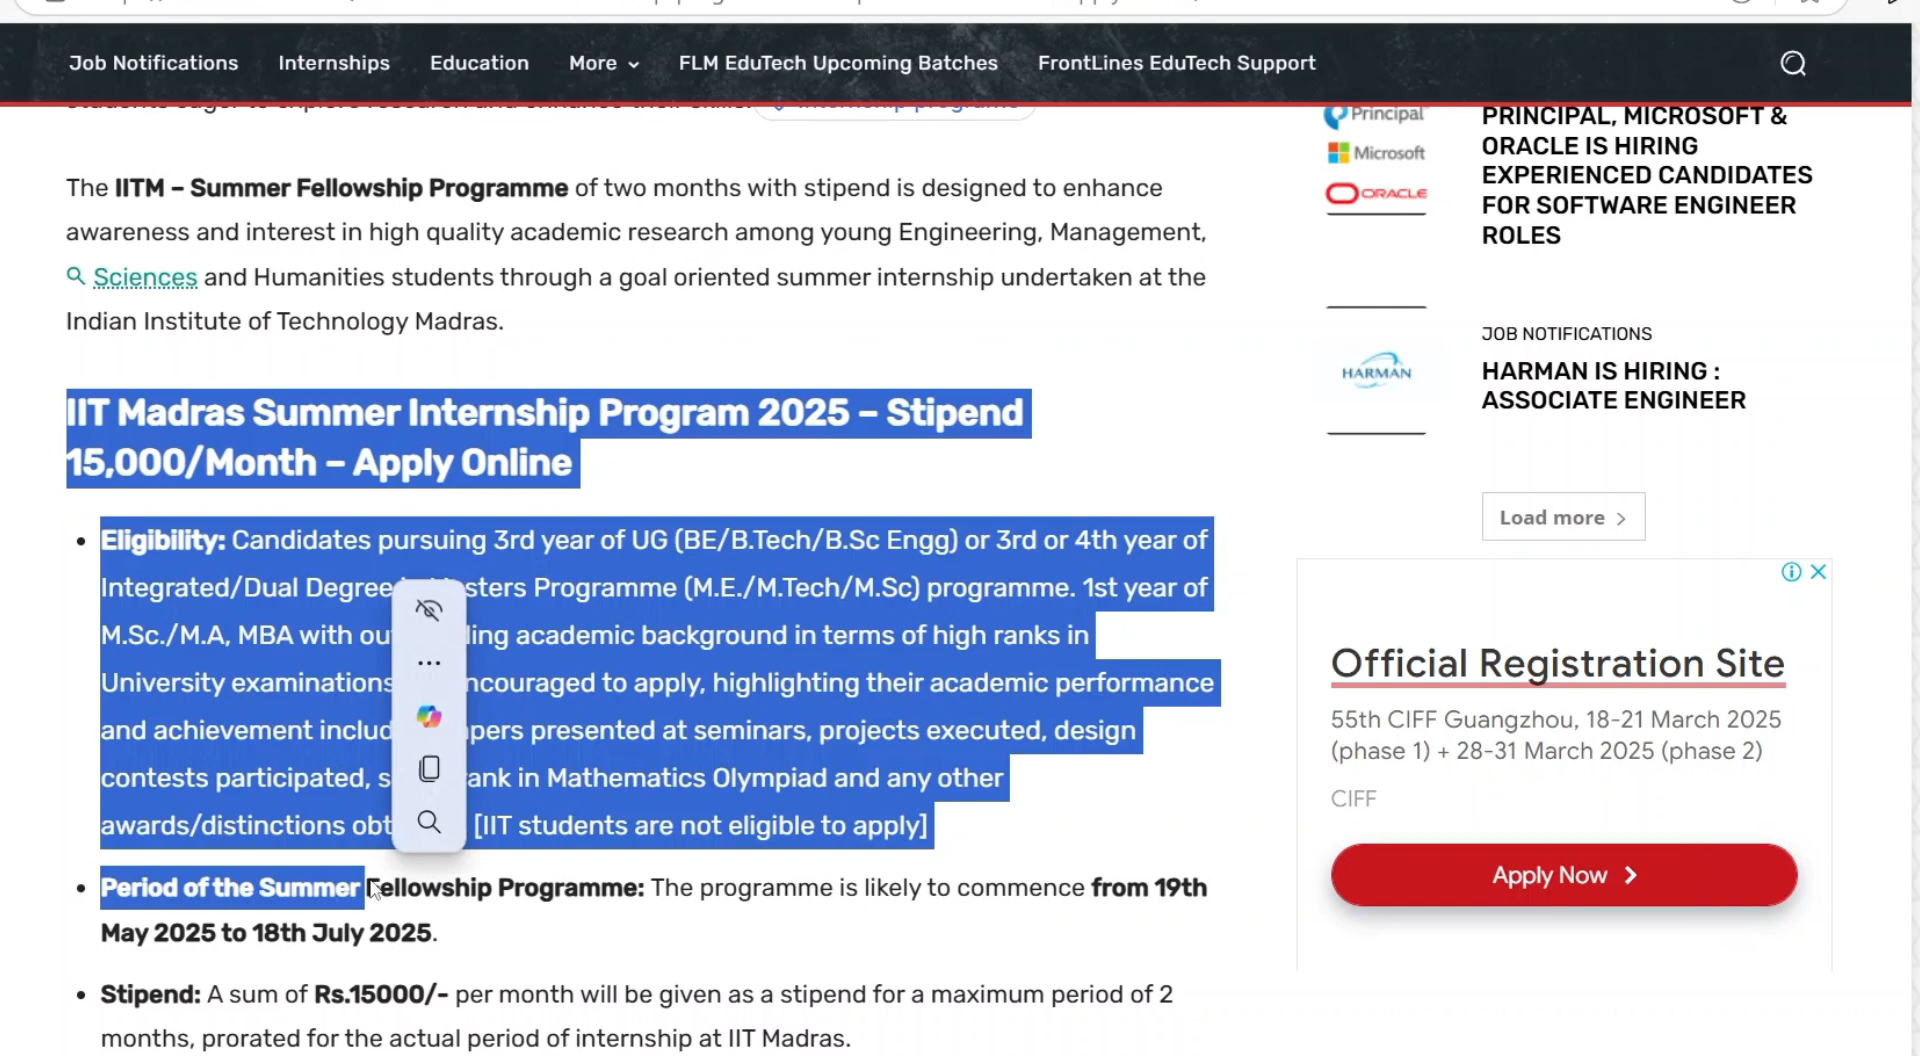 Job Notifications Internships Education More FLM EduTech Upcoming Batches FrontLines EduTech Support
The IITM – Summer Fellowship Programme of two months with stipend is designed to enhance
awareness and interest in high quality academic research among young Engineering, Management,
Sciences and Humanities students through a goal oriented summer internship undertaken at the
Indian Institute of Technology Madras.
IIT Madras Summer Internship Program 2025 – Stipend
15,000/Month – Apply Online
• Eligibility: Candidates pursuing 3rd year of UG (BE/B.Tech/B.Sc Engg) or 3rd or 4th year of
Integrated/Dual Degree Programme (M.E./M.Tech/M.Sc) programme. 1st year of
M.Sc./M.A, MBA with academic background in terms of high ranks in
University examinations to apply, highlighting their academic performance
and achievement presented at seminars, projects executed, design
contests participated, in Mathematics Olympiad and any other
awards/distinctions [IIT students are not eligible to apply]
• Period of the Summer Fellowship Programme: The programme is likely to commence from 19th
May 2025 to 18th July 2025.
• Stipend: A sum of Rs.15000/- per month will be given as a stipend for a maximum period of 2
months, prorated for the actual period of internship at IIT Madras.
Principal
Microsoft
ORACLE
PRINCIPAL, MICROSOFT &
ORACLE IS HIRING
EXPERIENCED CANDIDATES
FOR SOFTWARE ENGINEER
ROLES
HARMAN
JOB NOTIFICATIONS
HARMAN IS HIRING :
ASSOCIATE ENGINEER
Load more
Official Registration Site
55th CIFF Guangzhou, 18-21 March 2025
(phase 1) + 28-31 March 2025 (phase 2)
CIFF
Apply Now